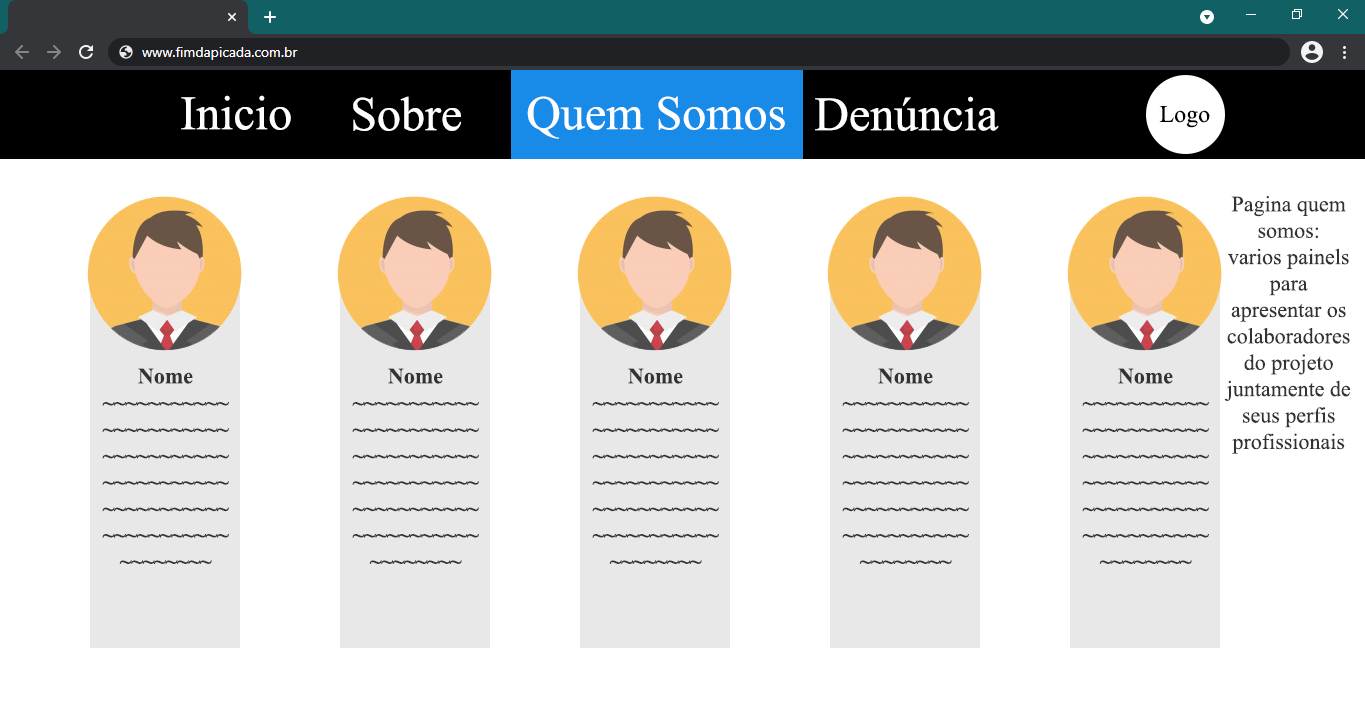 www.fimdapicada.com.br
Inicio Sobre Quem Somos Denúncia Logo
Nome Nome Nome Nome Nome
~~~~~~~~~~~ ~~~~~~~~~~~ ~~~~~~~~~~~ ~~~~~~~~~~~ ~~~~~~~~~~~
~~~~~~~~~~~ ~~~~~~~~~~~ ~~~~~~~~~~~ ~~~~~~~~~~~ ~~~~~~~~~~~
~~~~~~~~~~~ ~~~~~~~~~~~ ~~~~~~~~~~~ ~~~~~~~~~~~ ~~~~~~~~~~~
~~~~~~~~~~~ ~~~~~~~~~~~ ~~~~~~~~~~~ ~~~~~~~~~~~ ~~~~~~~~~~~
~~~~~~~~~~~ ~~~~~~~~~~~ ~~~~~~~~~~~ ~~~~~~~~~~~ ~~~~~~~~~~~
~~~~~~~~~~~ ~~~~~~~~~~~ ~~~~~~~~~~~ ~~~~~~~~~~~ ~~~~~~~~~~~
~~~~~~~~ ~~~~~~~~ ~~~~~~~~ ~~~~~~~~ ~~~~~~~~
Pagina quem
somos:
varios painels
para
apresentar os
colaboradores
do projeto
juntamente de
seus perfis
profissionais